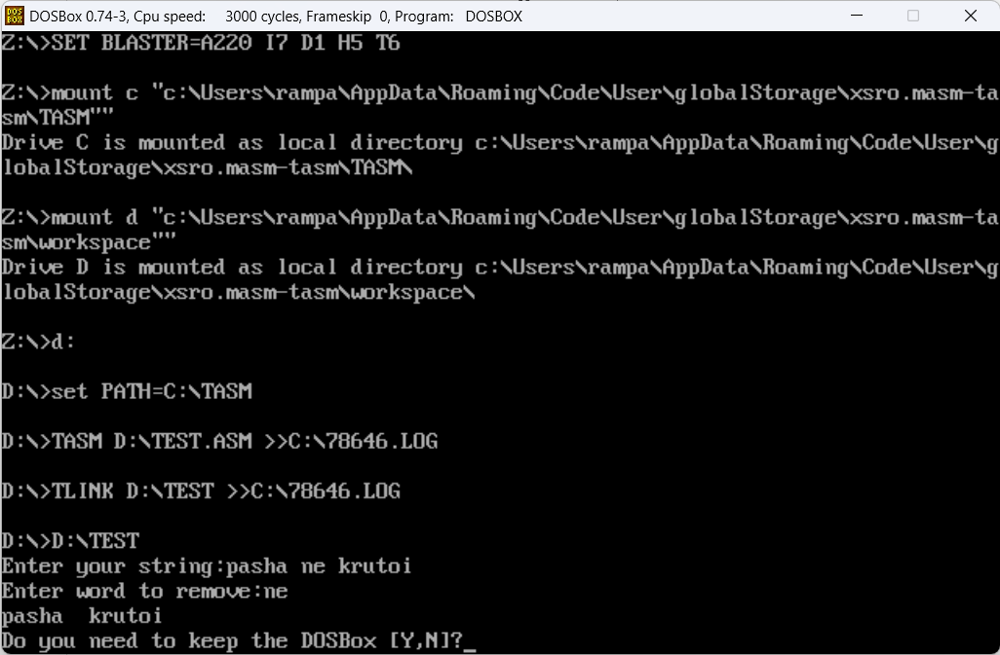 DOSBox 0.74-3, Cpu speed: 3000 cycles, Frameskip 0, Program: DOSBOX
Z:\>SET BLASTER=A220 I7 D1 H5 T6
Z:\>mount c "c:\Users\rampa\AppData\Roaming\Code\User\globalStorage\xsro.masm-ta
sm\TASM""
Drive C is mounted as local directory c:\Users\rampa\AppData\Roaming\Code\User\g
lobalStorage\xsro.masm-tasm\TASM\
Z:\>mount d "c:\Users\rampa\AppData\Roaming\Code\User\globalStorage\xsro.masm-ta
sm\workspace""
Drive D is mounted as local directory c:\Users\rampa\AppData\Roaming\Code\User\g
lobalStorage\xsro.masm-tasm\workspace\
Z:\>d:
D:\>set PATH=C:\TASM
D:\>TASM D:\TEST.ASM >>C:\78646.LOG
D:\>TLINK D:\TEST >>C:\78646.LOG
D:\>D:\TEST
Enter your string:pasha ne krutoi
Enter word to remove:ne
pasha  krutoi
Do you need to keep the DOSBox [Y,N]?_